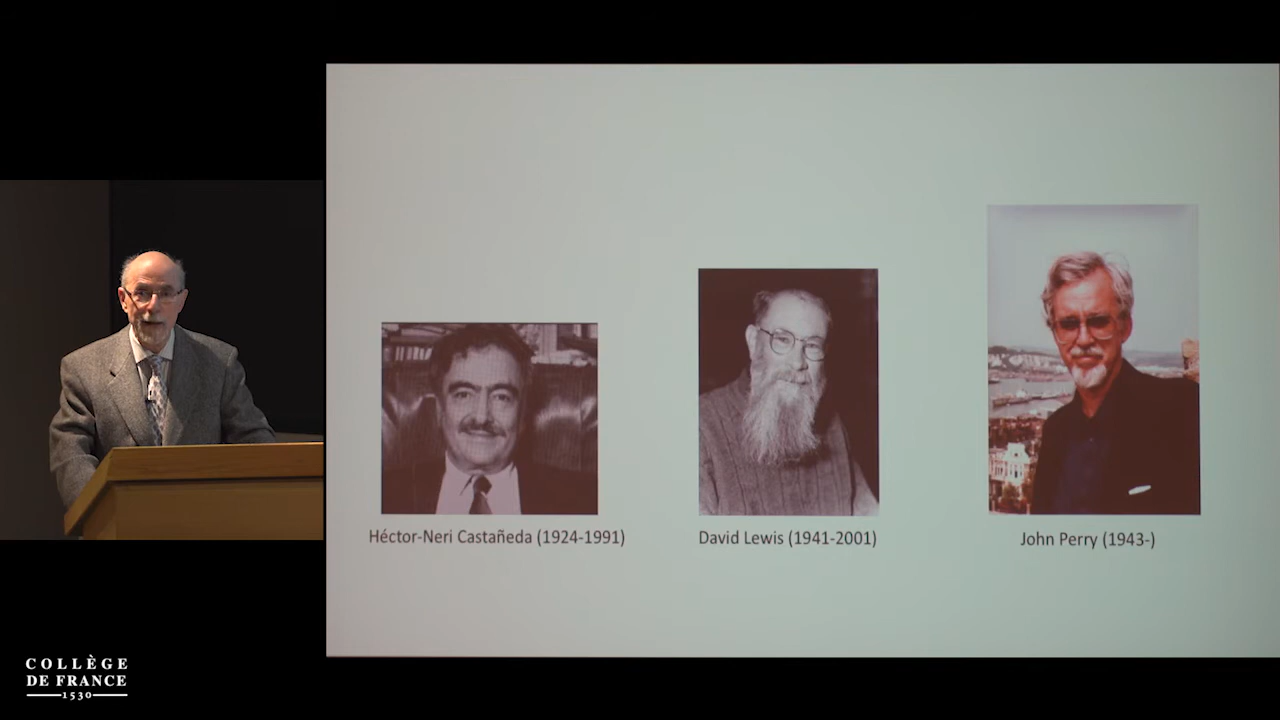 Héctor-Neri Castañeda (1924-1991)
David Lewis (1941-2001)
John Perry (1943-)
COLLÈGE
DE FRANCE
1530